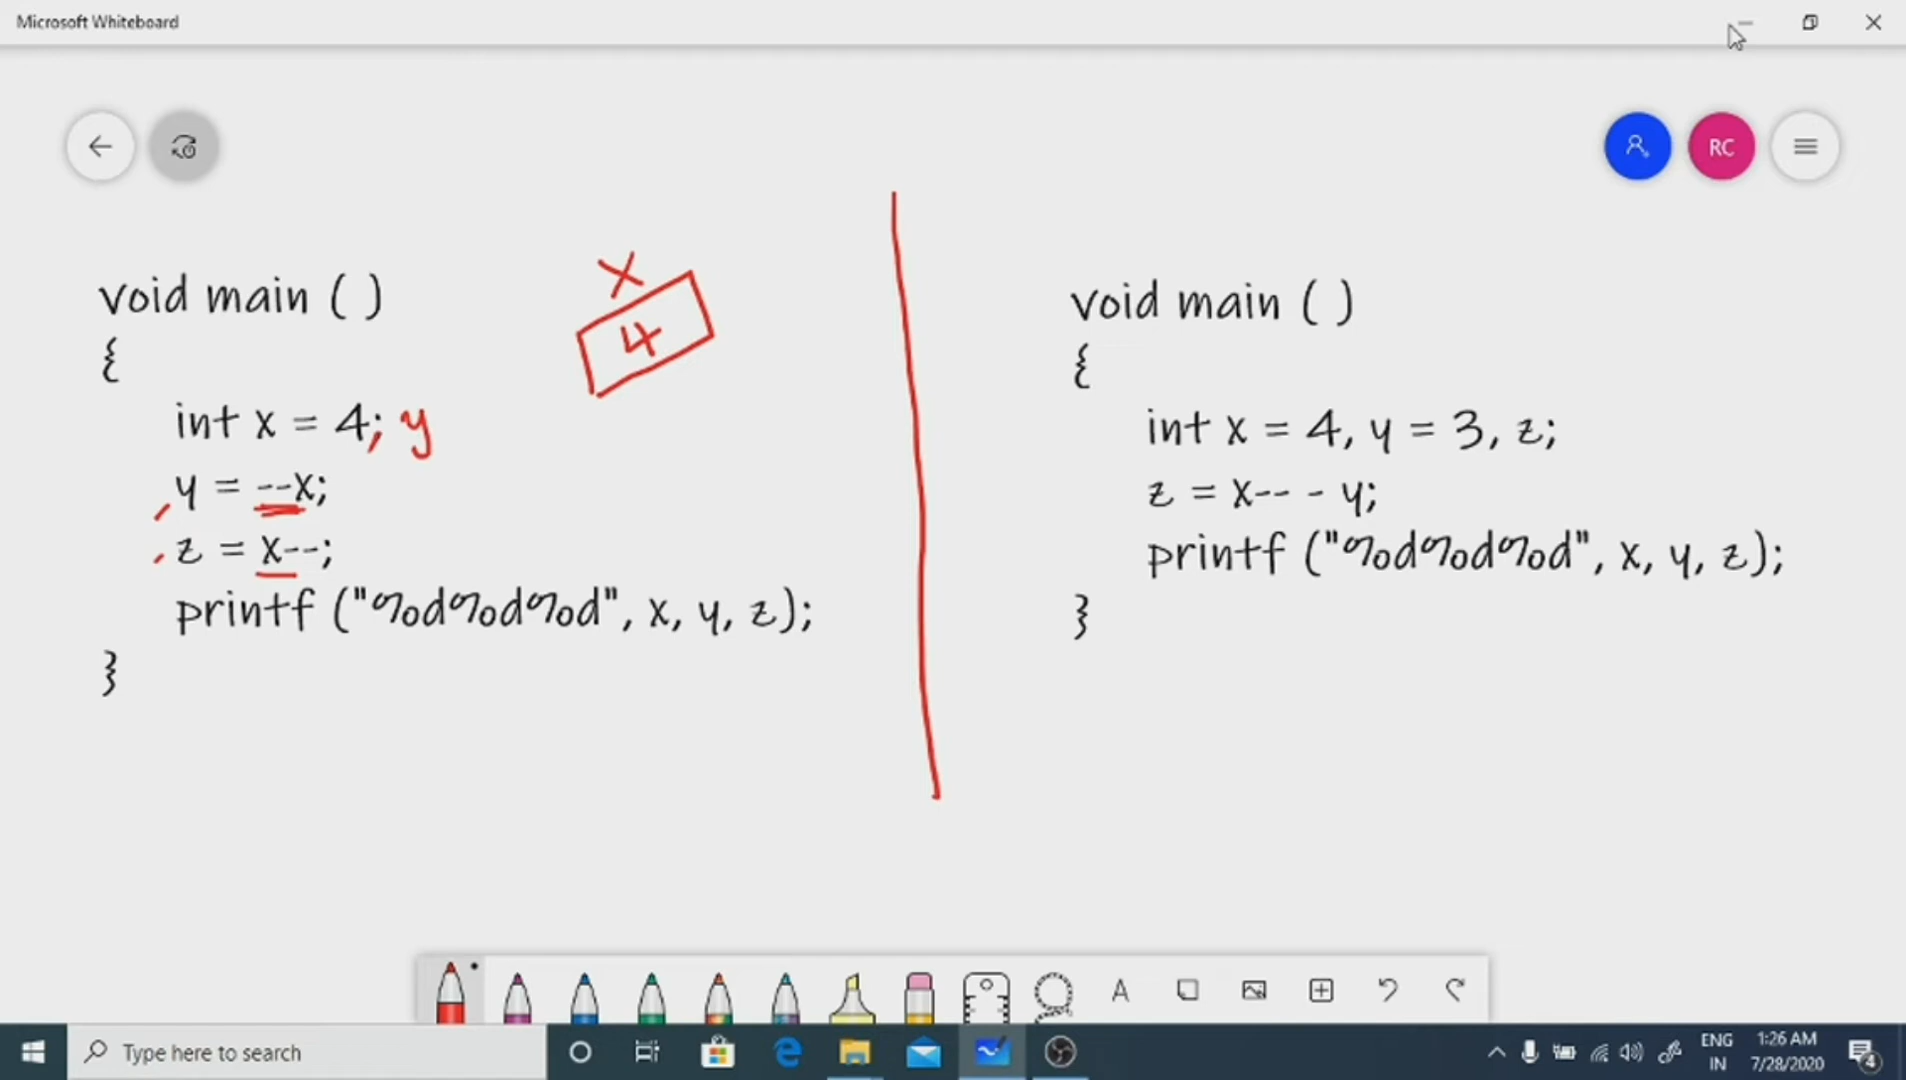 Microsoft Whiteboard
RC
void main ( )
{
int x = 4; y
y = --x;
z = x--;
printf ("%d%d%d", x, y, z);
}
X
4
void main ( )
{
int x = 4, y = 3, z;
z = x-- - y;
printf ("%d%d%d", x, y, z);
}
A
Type here to search
ENG
IN
1:26 AM
7/28/2020
4